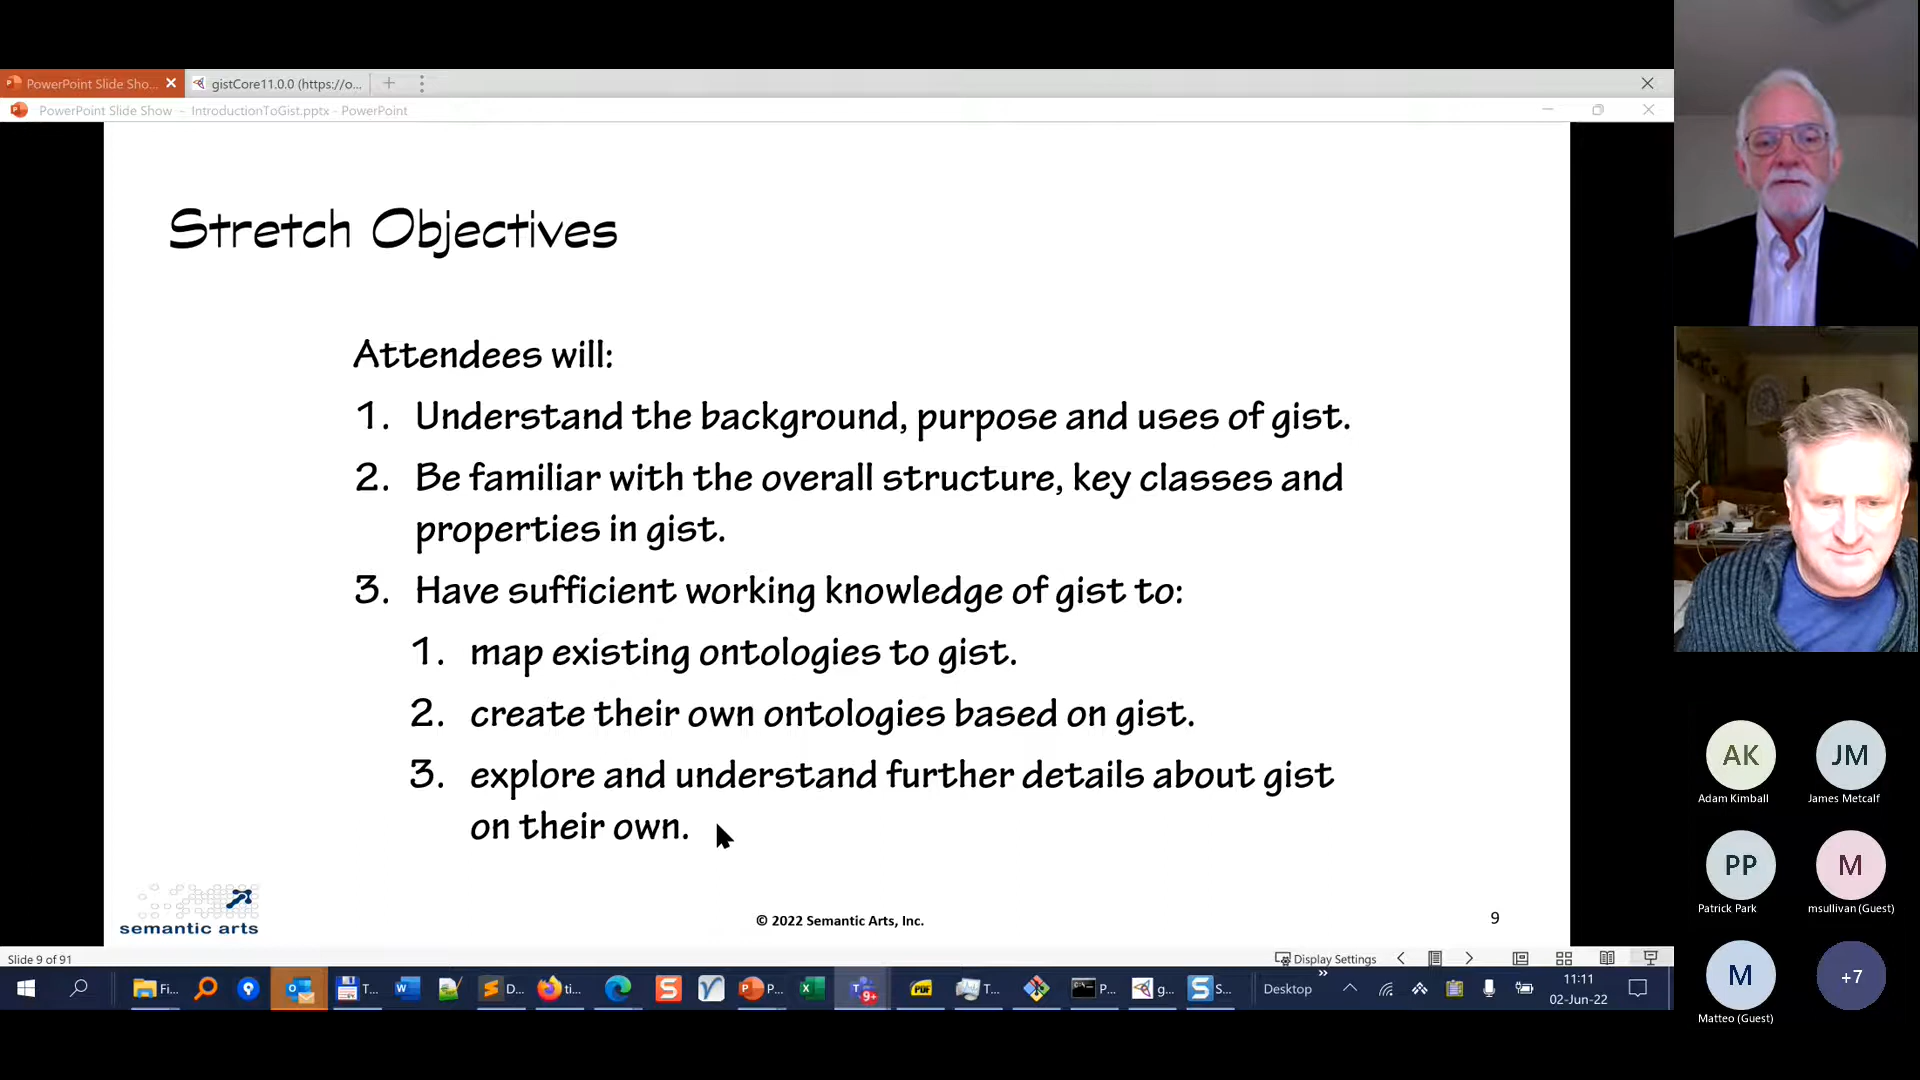 PowerPoint Slide Sho...
gistCore11.0.0 (https://o...
PowerPoint Slide Show - IntroductionToGist.pptx - PowerPoint
Stretch Objectives
Attendees will:
1. Understand the background, purpose and uses of gist.
2. Be familiar with the overall structure, key classes and
properties in gist.
3. Have sufficient working knowledge of gist to:
1. map existing ontologies to gist.
2. create their own ontologies based on gist.
3. explore and understand further details about gist
on their own.
semantic arts
© 2022 Semantic Arts, Inc.
9
Slide 9 of 91
Display Settings
Fi...
T...
D...
ti...
P...
9+
PDF
T...
P...
g...
S...
Desktop
11:11
02-Jun-22
AK
Adam Kimball
JM
James Metcalf
PP
Patrick Park
M
msullivan (Guest)
M
Matteo (Guest)
+7